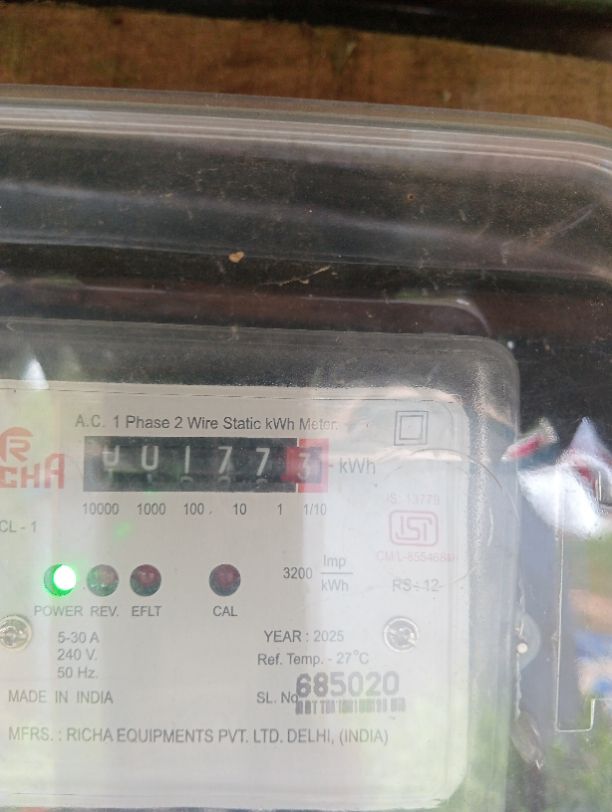 A.C. 1 Phase 2 Wire Static kWh Meter.
R
RICHA
001773 - kWh
10000 1000 100 10 1 1/10
CL - 1
IS: 13779
ISI
3200 Imp
kWh
RS-12
POWER REV. EFLT CAL
5-30 A
240 V.
50 Hz.
YEAR : 2025
Ref. Temp. - 27°C
MADE IN INDIA
SL. No. 685020
MFRS. : RICHA EQUIPMENTS PVT. LTD. DELHI, (INDIA)